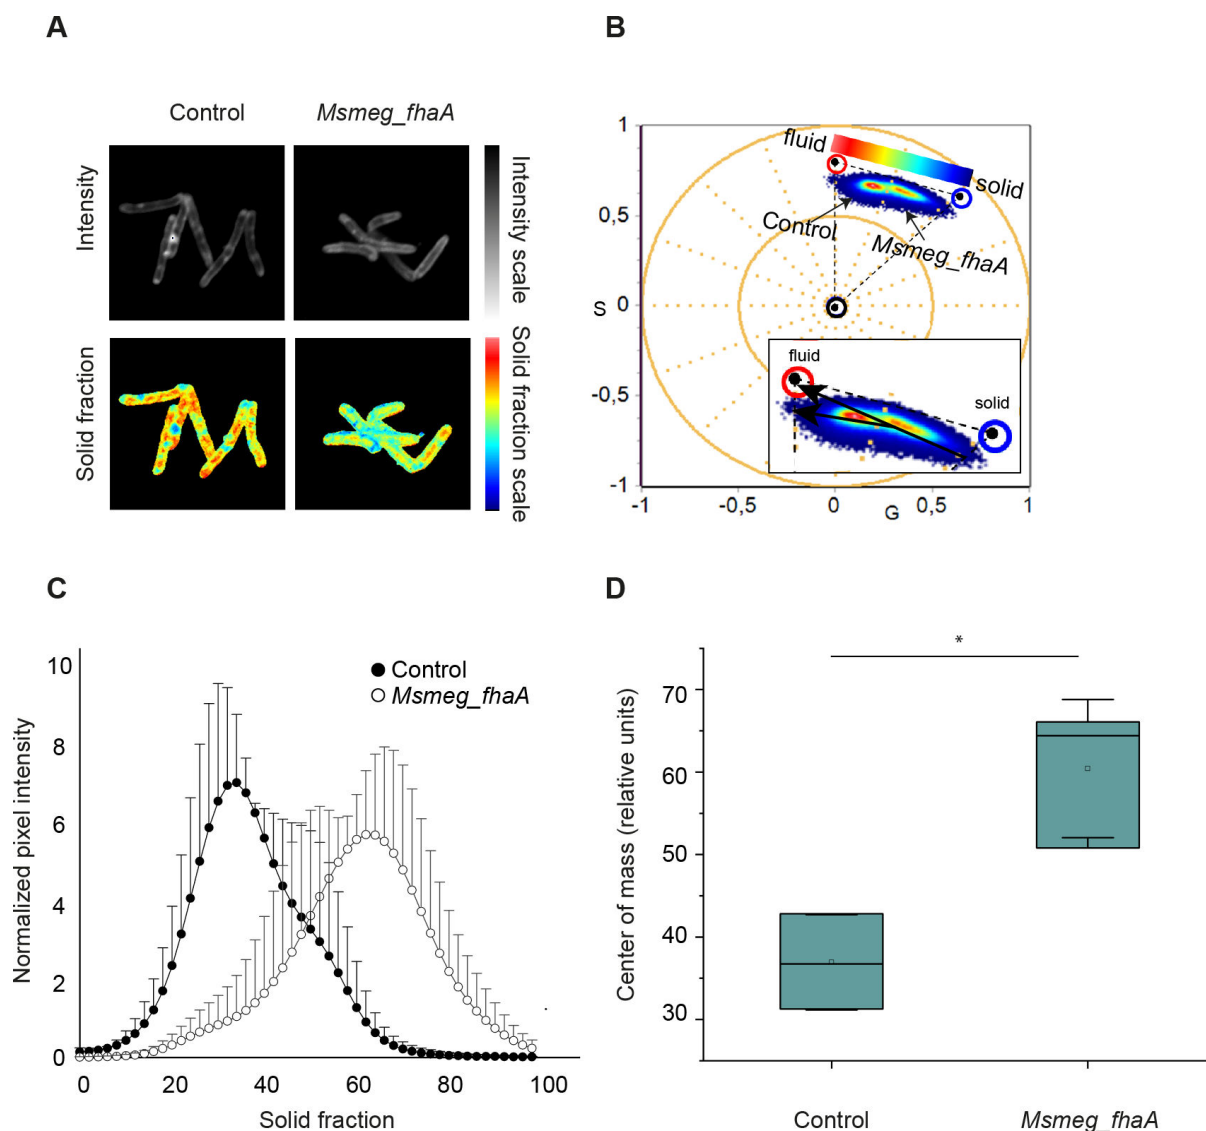 A
Control
Msmeg_fhaA
Intensity
Intensity scale
Solid fraction
Solid fraction scale
B
1
0,5
S 0
-0,5
-1
-1
-0,5
0
G
0,5
1
fluid
solid
Control
Msmeg_fhaA
fluid
solid
C
10
8
6
4
2
0
Normalized pixel intensity
Control
Msmeg_fhaA
0 20 40 60 80 100
Solid fraction
D
*
70
60
50
40
30
Center of mass (relative units)
Control
Msmeg_fhaA